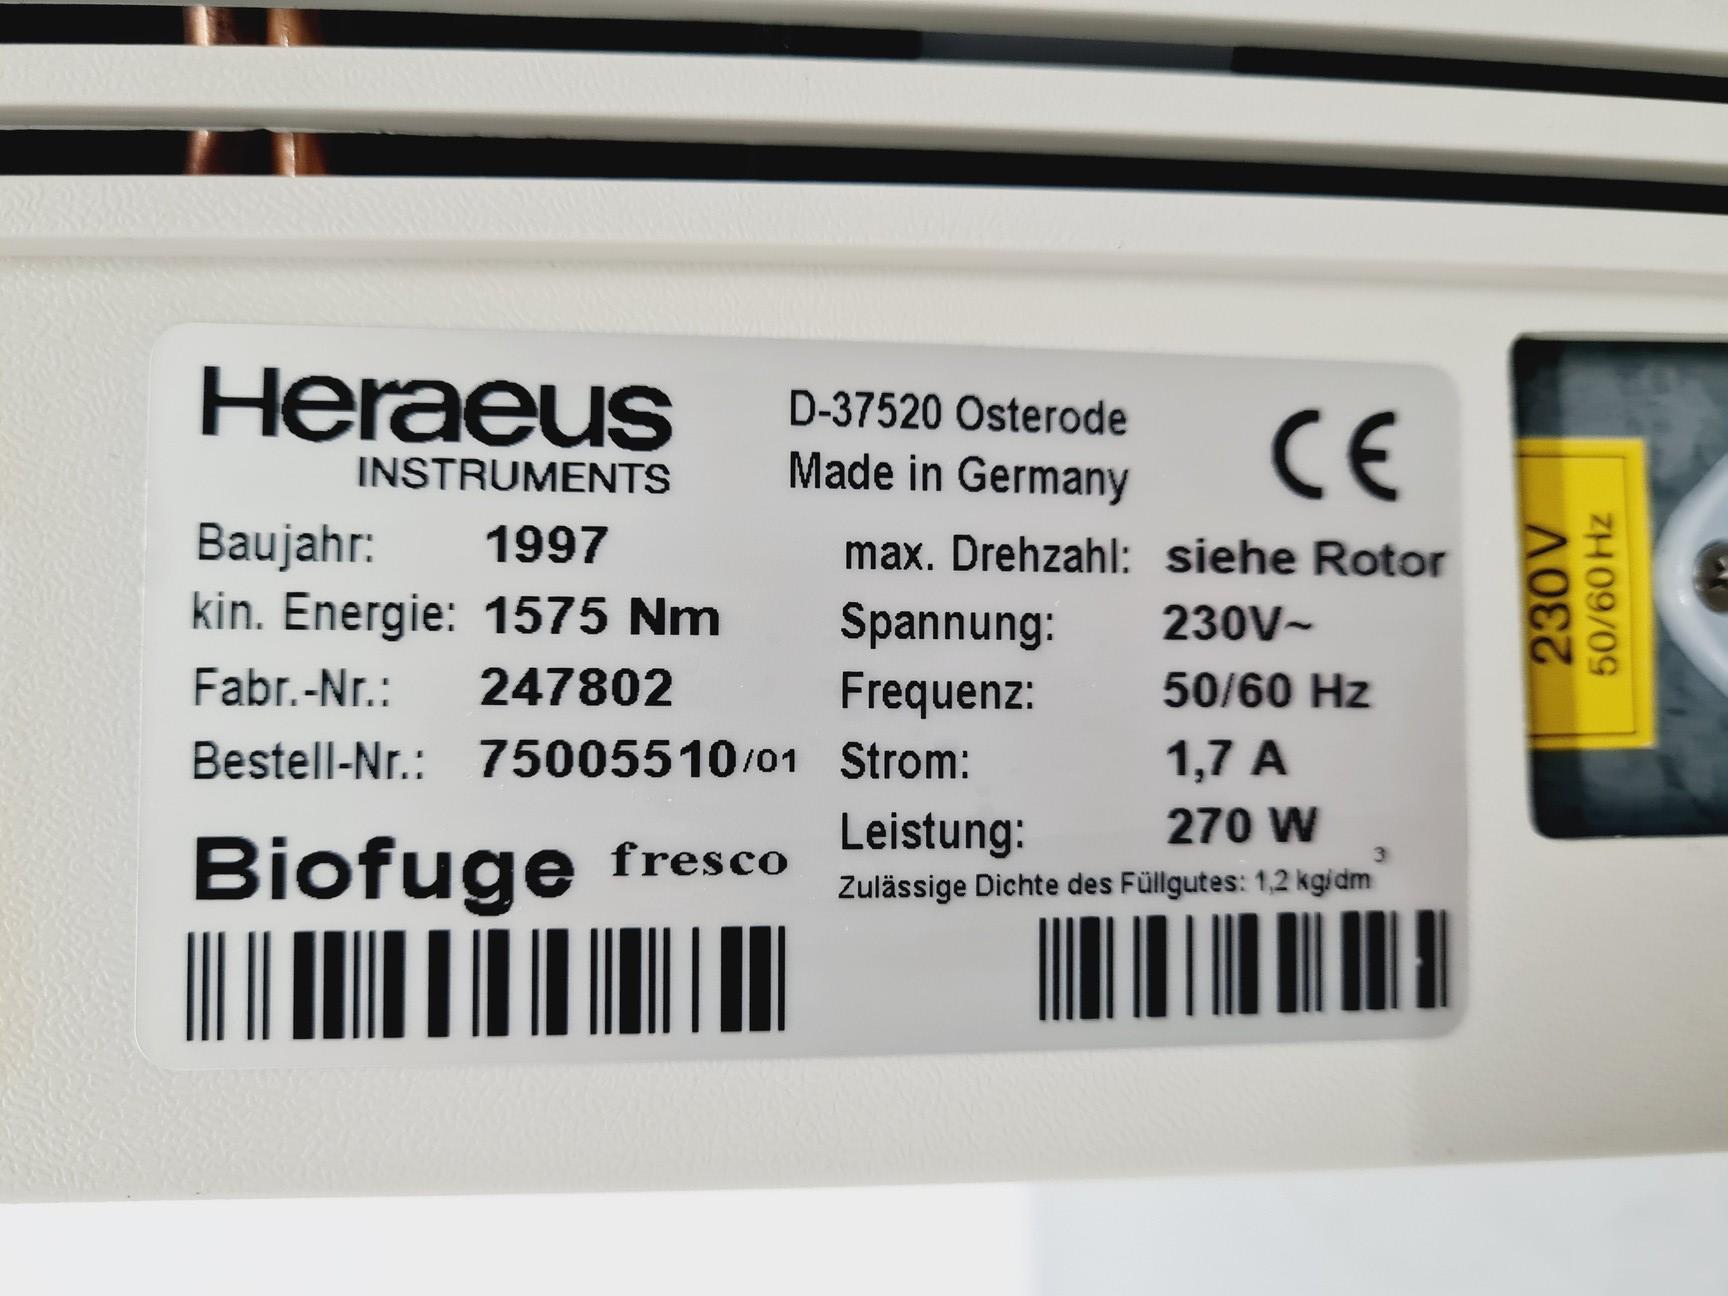 Heraeus
INSTRUMENTS
D-37520 Osterode
Made in Germany
CE
Baujahr: 1997
kin. Energie: 1575 Nm
Fabr.-Nr.: 247802
Bestell-Nr.: 75005510/01
Biofuge fresco
max. Drehzahl: siehe Rotor
Spannung: 230V~
Frequenz: 50/60 Hz
Strom: 1,7 A
Leistung: 270 W
Zulässige Dichte des Füllgutes: 1,2 kg/dm³
230V
50/60Hz